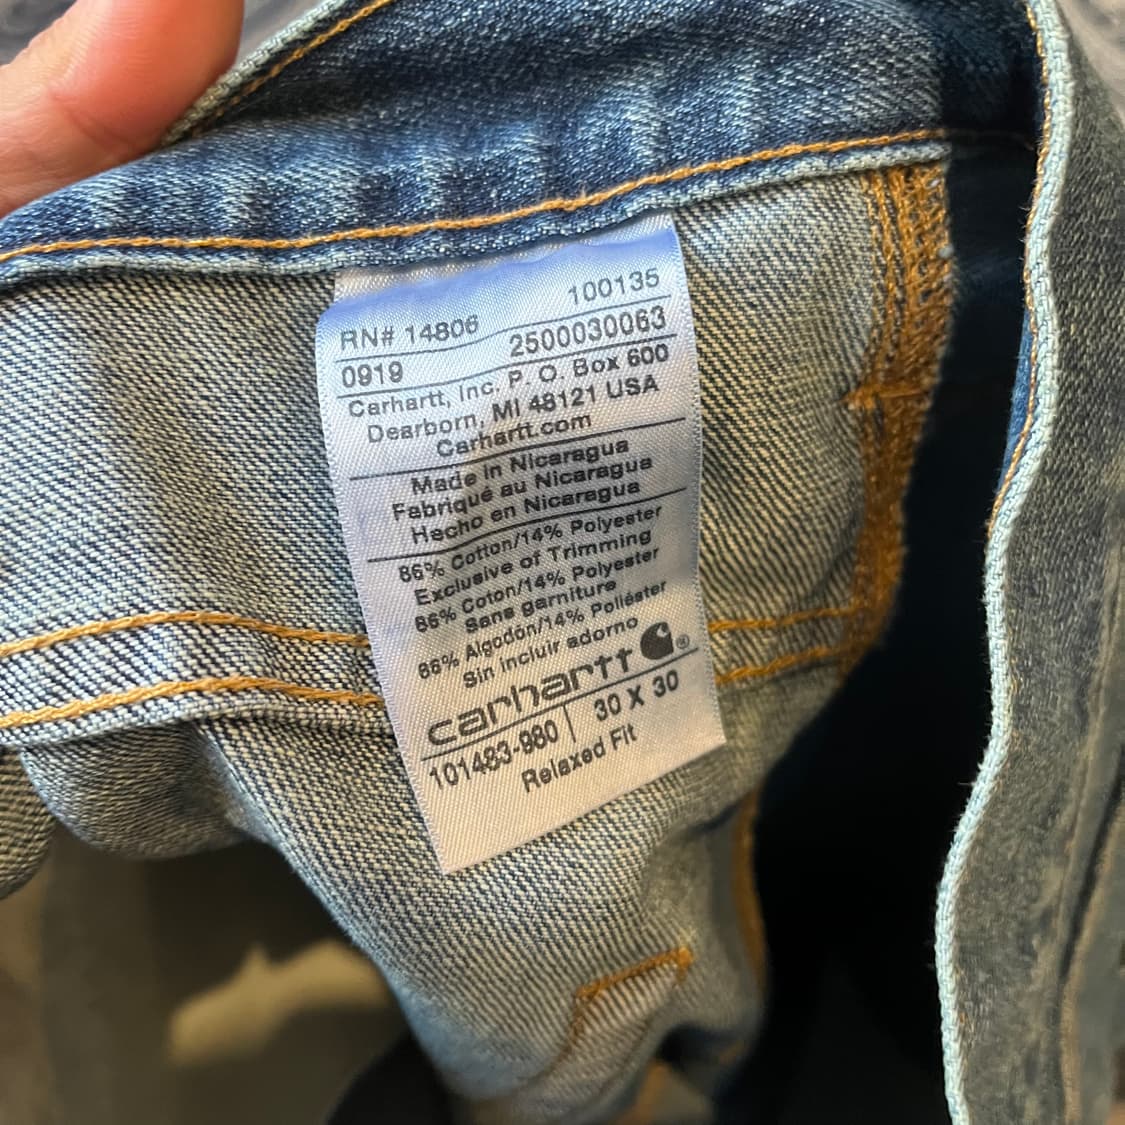 100135
RN# 14806
2500030063
0919
Carhartt, Inc. P. O. Box 600
Dearborn, MI 48121 USA
Carhartt.com
Made in Nicaragua
Fabriqué au Nicaragua
Hecho en Nicaragua
86% Cotton/14% Polyester
Exclusive of Trimming
86% Coton/14% Polyester
Sans garniture
86% Algodón/14% Poliéster
Sin incluir adorno
carhartt ®
101483-980 | 30 X 30
Relaxed Fit